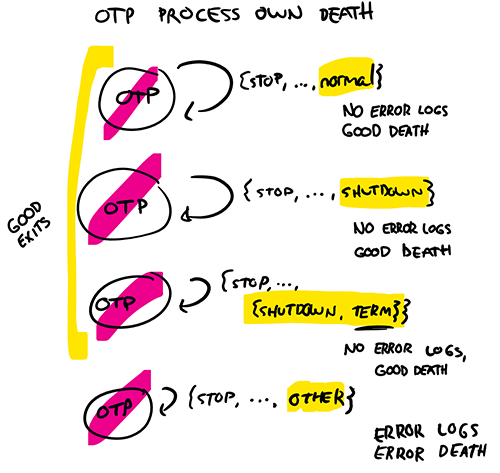 OTP PROCESS OWN DEATH
OTP
{STOP, ..., normal}
NO ERROR LOGS
GOOD DEATH
OTP
{STOP, ..., SHUTDOWN}
NO ERROR LOGS
GOOD DEATH
GOOD
EXITS
OTP
{STOP, ...,
{SHUTDOWN, TERM}}
NO ERROR LOGS,
GOOD DEATH
OTP
{STOP, ..., OTHER}
ERROR LOGS
ERROR DEATH